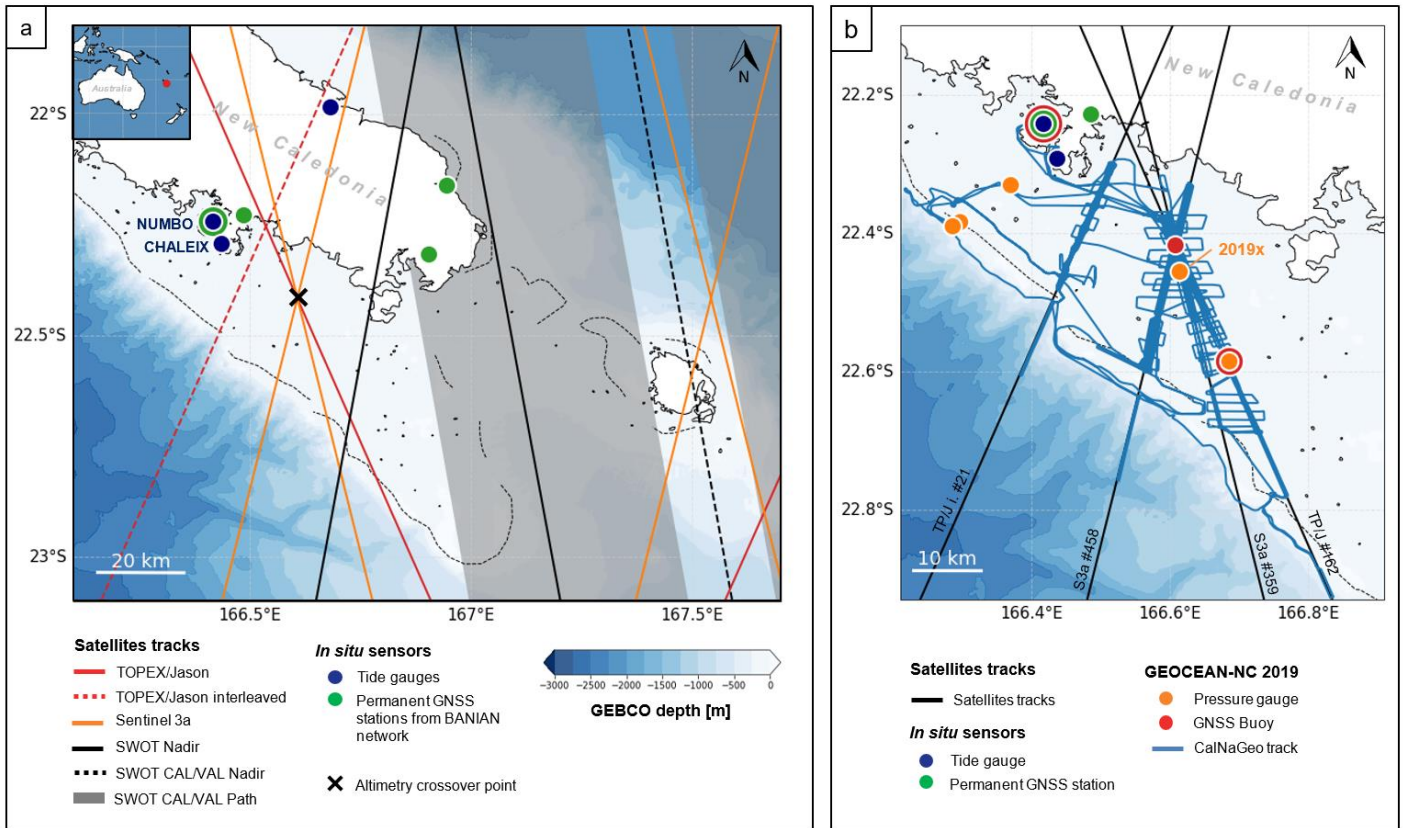 a
Australia
N
New Caledonia
NUMBO
CHALEIX
22°S
22.5°S
23°S
20 km
166.5°E
167°E
167.5°E
Satellites tracks
TOPEX/Jason
TOPEX/Jason interleaved
Sentinel 3a
SWOT Nadir
SWOT CAL/VAL Nadir
SWOT CAL/VAL Path
In situ sensors
Tide gauges
Permanent GNSS
stations from BANIAN
network
Altimetry crossover point
−3000 −2500 −2000 −1500 −1000 −500 0
GEBCO depth [m]
b
N
New Caledonia
22.2°S
22.4°S
22.6°S
22.8°S
2019x
TP/J i. #21
S3a #458
S3a #359
TP/J #162
10 km
166.4°E
166.6°E
166.8°E
Satellites tracks
Satellites tracks
In situ sensors
Tide gauge
Permanent GNSS station
GEOCEAN-NC 2019
Pressure gauge
GNSS Buoy
CalNaGeo track